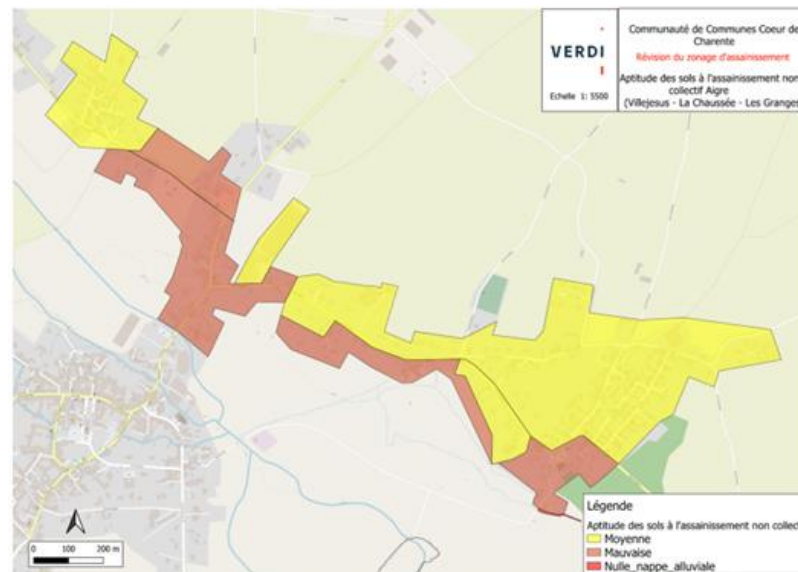 VERDI
Echelle 1: 5500
Communauté de Communes Coeur de
Charente
Révision du zonage d'assainissement
Aptitude des sols à l'assainissement non
collectif Aigre
(Villejesus - La Chaussée - Les Granges
Légende
Aptitude des sols à l'assainissement non collect
Moyenne
Mauvaise
Nulle_nappe_alluviale
0 100 200 m